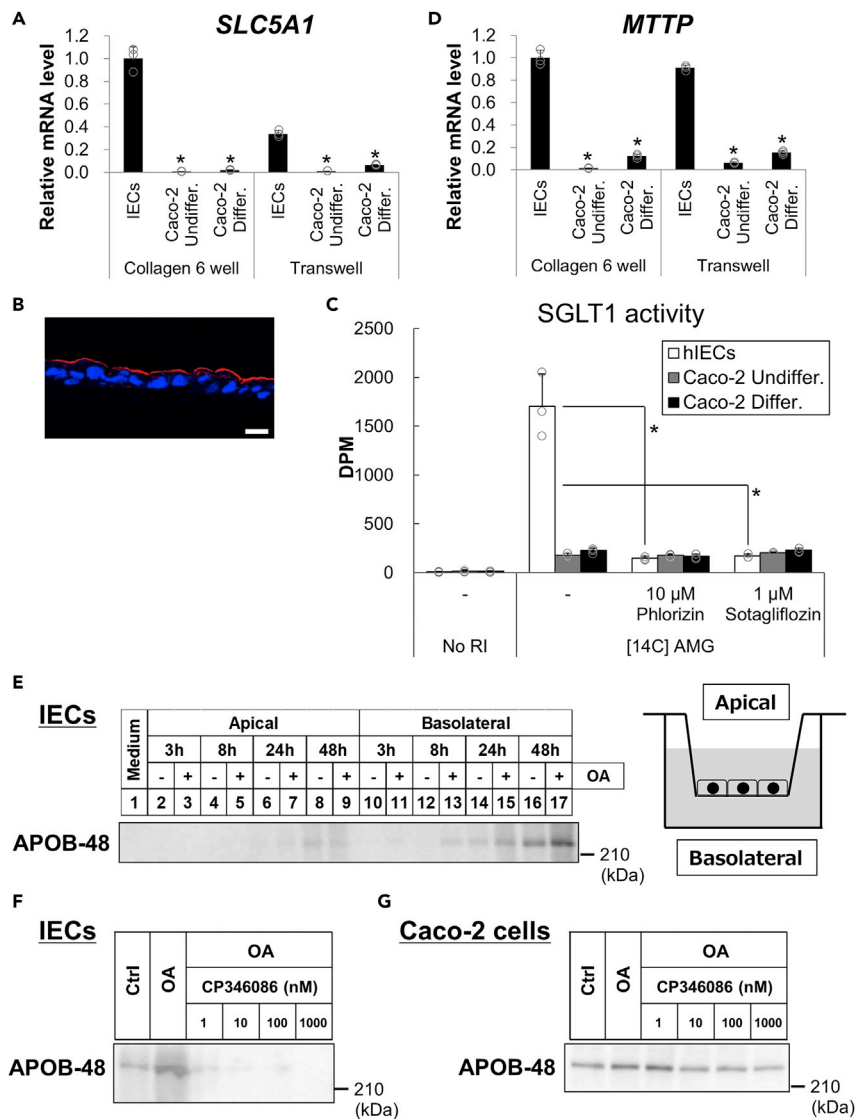 A
SLC5A1
Relative mRNA level
1.2
1.0
0.8
0.6
0.4
0.2
0.0
*
*
*
*
IECs
Caco-2 Undiffer.
Caco-2 Differ.
IECs
Caco-2 Undiffer.
Caco-2 Differ.
Collagen 6 well
Transwell
D
MTTP
Relative mRNA level
1.2
1.0
0.8
0.6
0.4
0.2
0.0
*
*
*
*
IECs
Caco-2 Undiffer.
Caco-2 Differ.
IECs
Caco-2 Undiffer.
Caco-2 Differ.
Collagen 6 well
Transwell
B
C
SGLT1 activity
DPM
2500
2000
1500
1000
500
0
hIECs
Caco-2 Undiffer.
Caco-2 Differ.
*
*
- - 10 µM Phlorizin 1 µM Sotagliflozin
No RI [14C] AMG
E
IECs
Medium Apical Basolateral
3h 8h 24h 48h 3h 8h 24h 48h
- + - + - + - + - + - + - + - + OA
1 2 3 4 5 6 7 8 9 10 11 12 13 14 15 16 17
APOB-48
210
(kDa)
Apical
Basolateral
F
IECs
Ctrl OA OA
CP346086 (nM)
1 10 100 1000
APOB-48
210
(kDa)
G
Caco-2 cells
Ctrl OA OA
CP346086 (nM)
1 10 100 1000
APOB-48
210
(kDa)